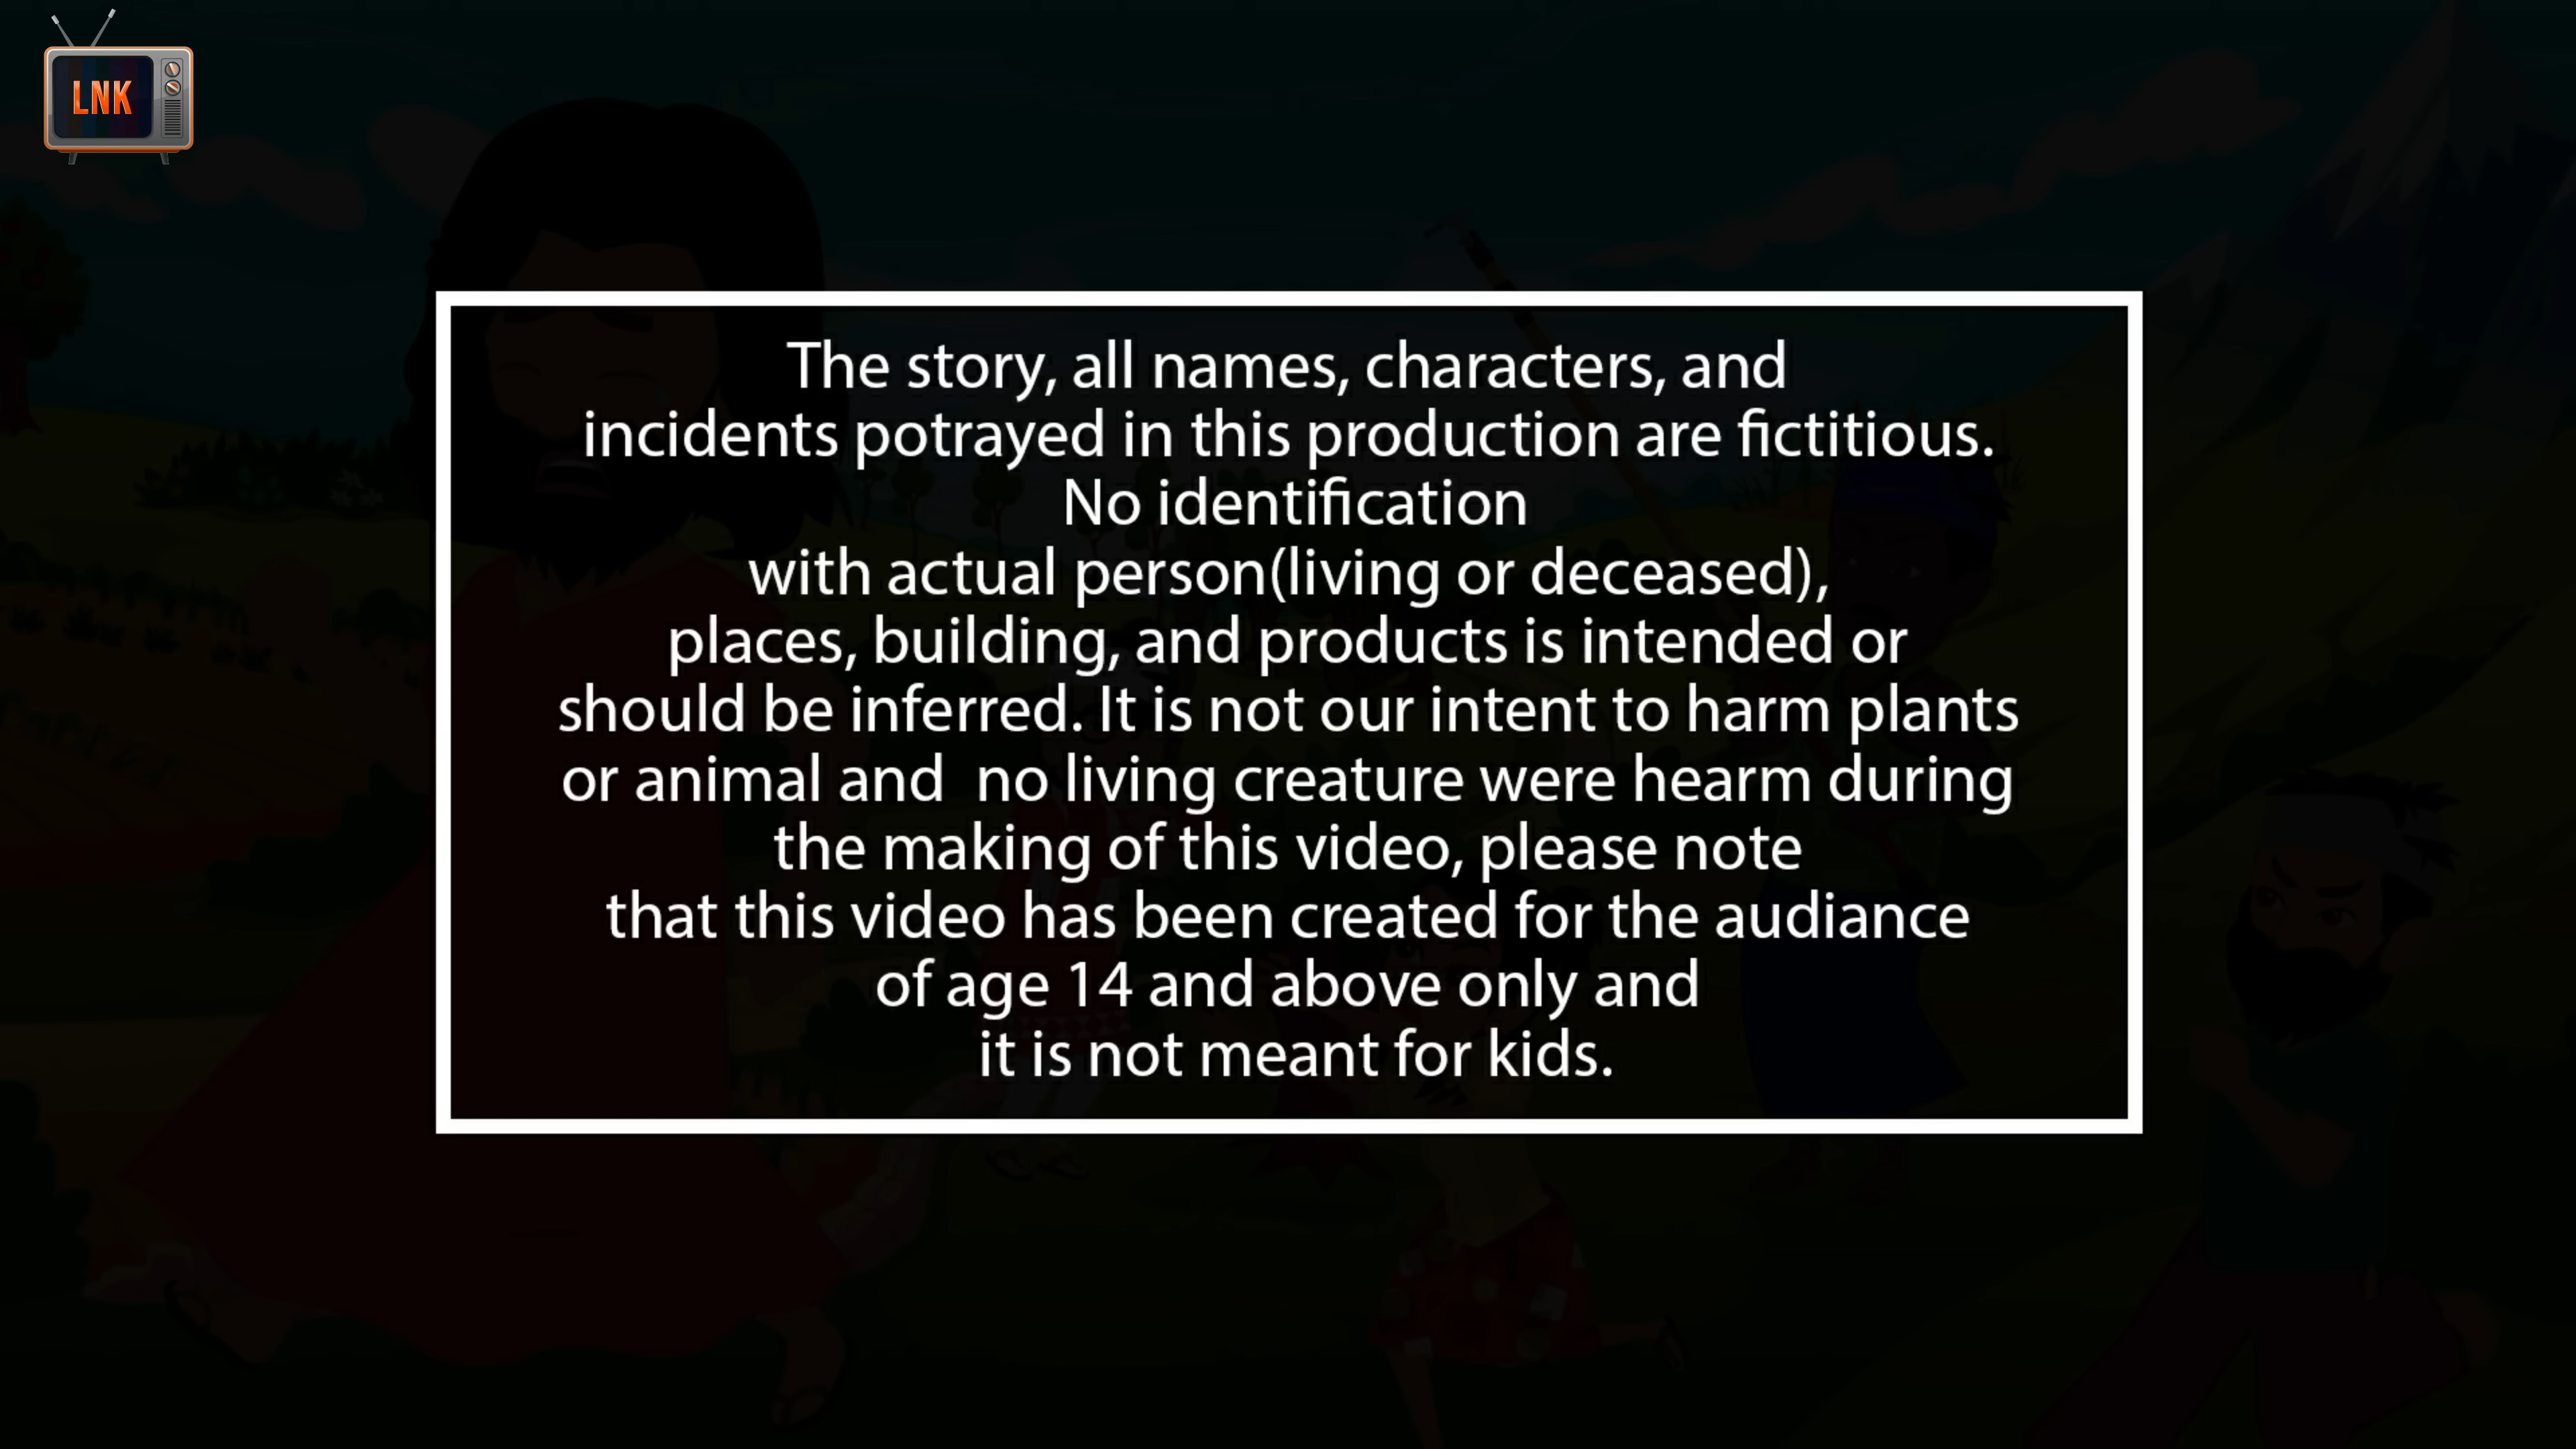 LNK
The story, all names, characters, and
incidents potrayed in this production are fictitious.
No identification
with actual person(living or deceased),
places, building, and products is intended or
should be inferred. It is not our intent to harm plants
or animal and  no living creature were hearm during
the making of this video, please note
that this video has been created for the audiance
of age 14 and above only and
it is not meant for kids.